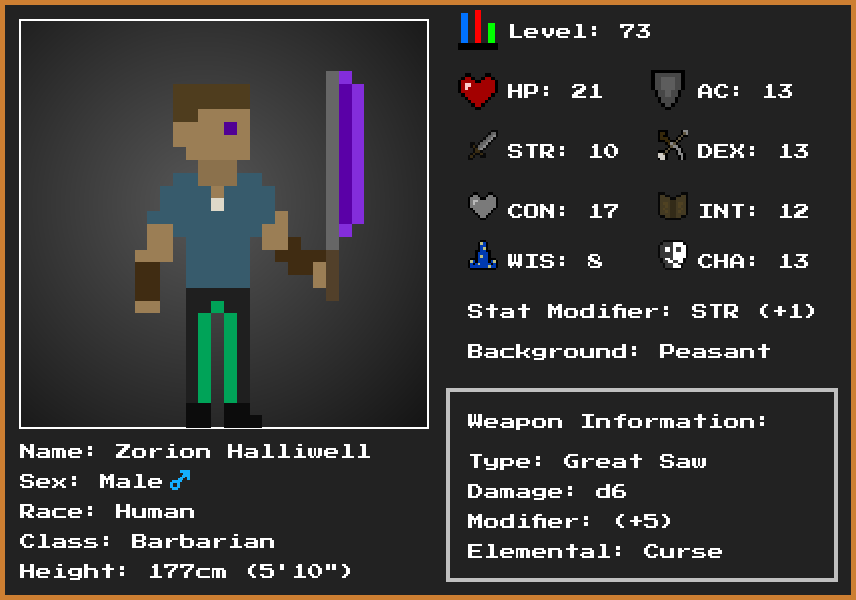 Level: 73
HP: 21 AC: 13
STR: 10 DEX: 13
CON: 17 INT: 12
WIS: 8 CHA: 13
Stat Modifier: STR (+1)
Background: Peasant
Weapon Information:
Type: Great Saw
Damage: d6
Modifier: (+5)
Elemental: Curse
Name: Zorion Halliwell
Sex: Male ♂
Race: Human
Class: Barbarian
Height: 177cm (5'10")